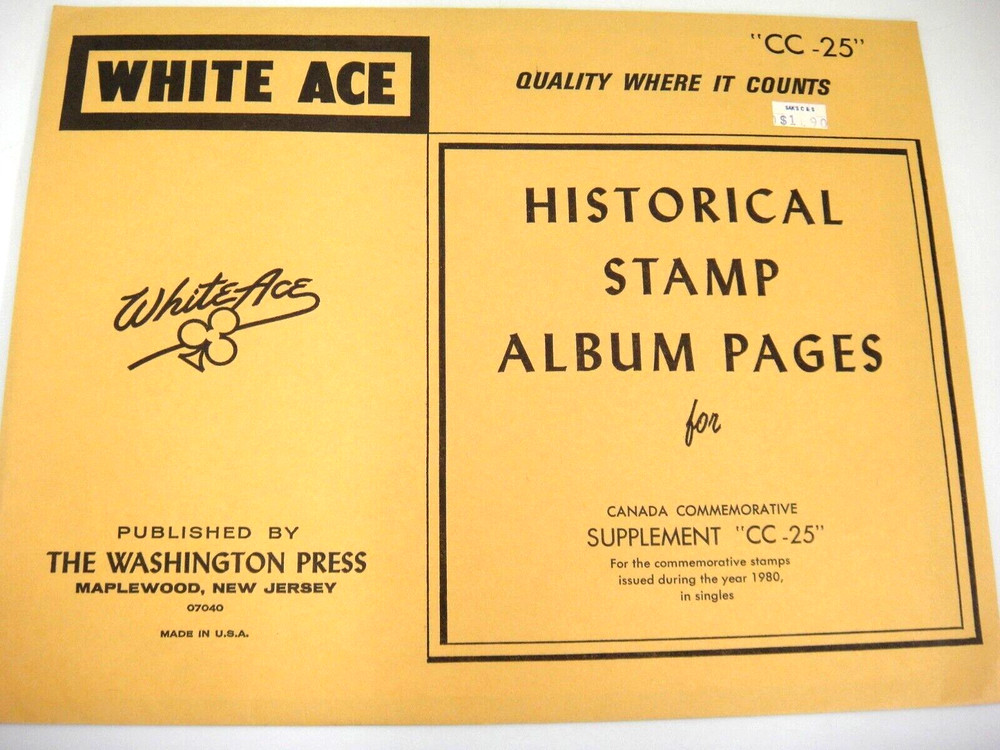 "CC-25"
WHITE ACE
QUALITY WHERE IT COUNTS
$1.90
HISTORICAL
STAMP
ALBUM PAGES
for
White Ace
CANADA COMMEMORATIVE
SUPPLEMENT "CC-25"
For the commemorative stamps
issued during the year 1980,
in singles
PUBLISHED BY
THE WASHINGTON PRESS
MAPLEWOOD, NEW JERSEY
07040
MADE IN U.S.A.